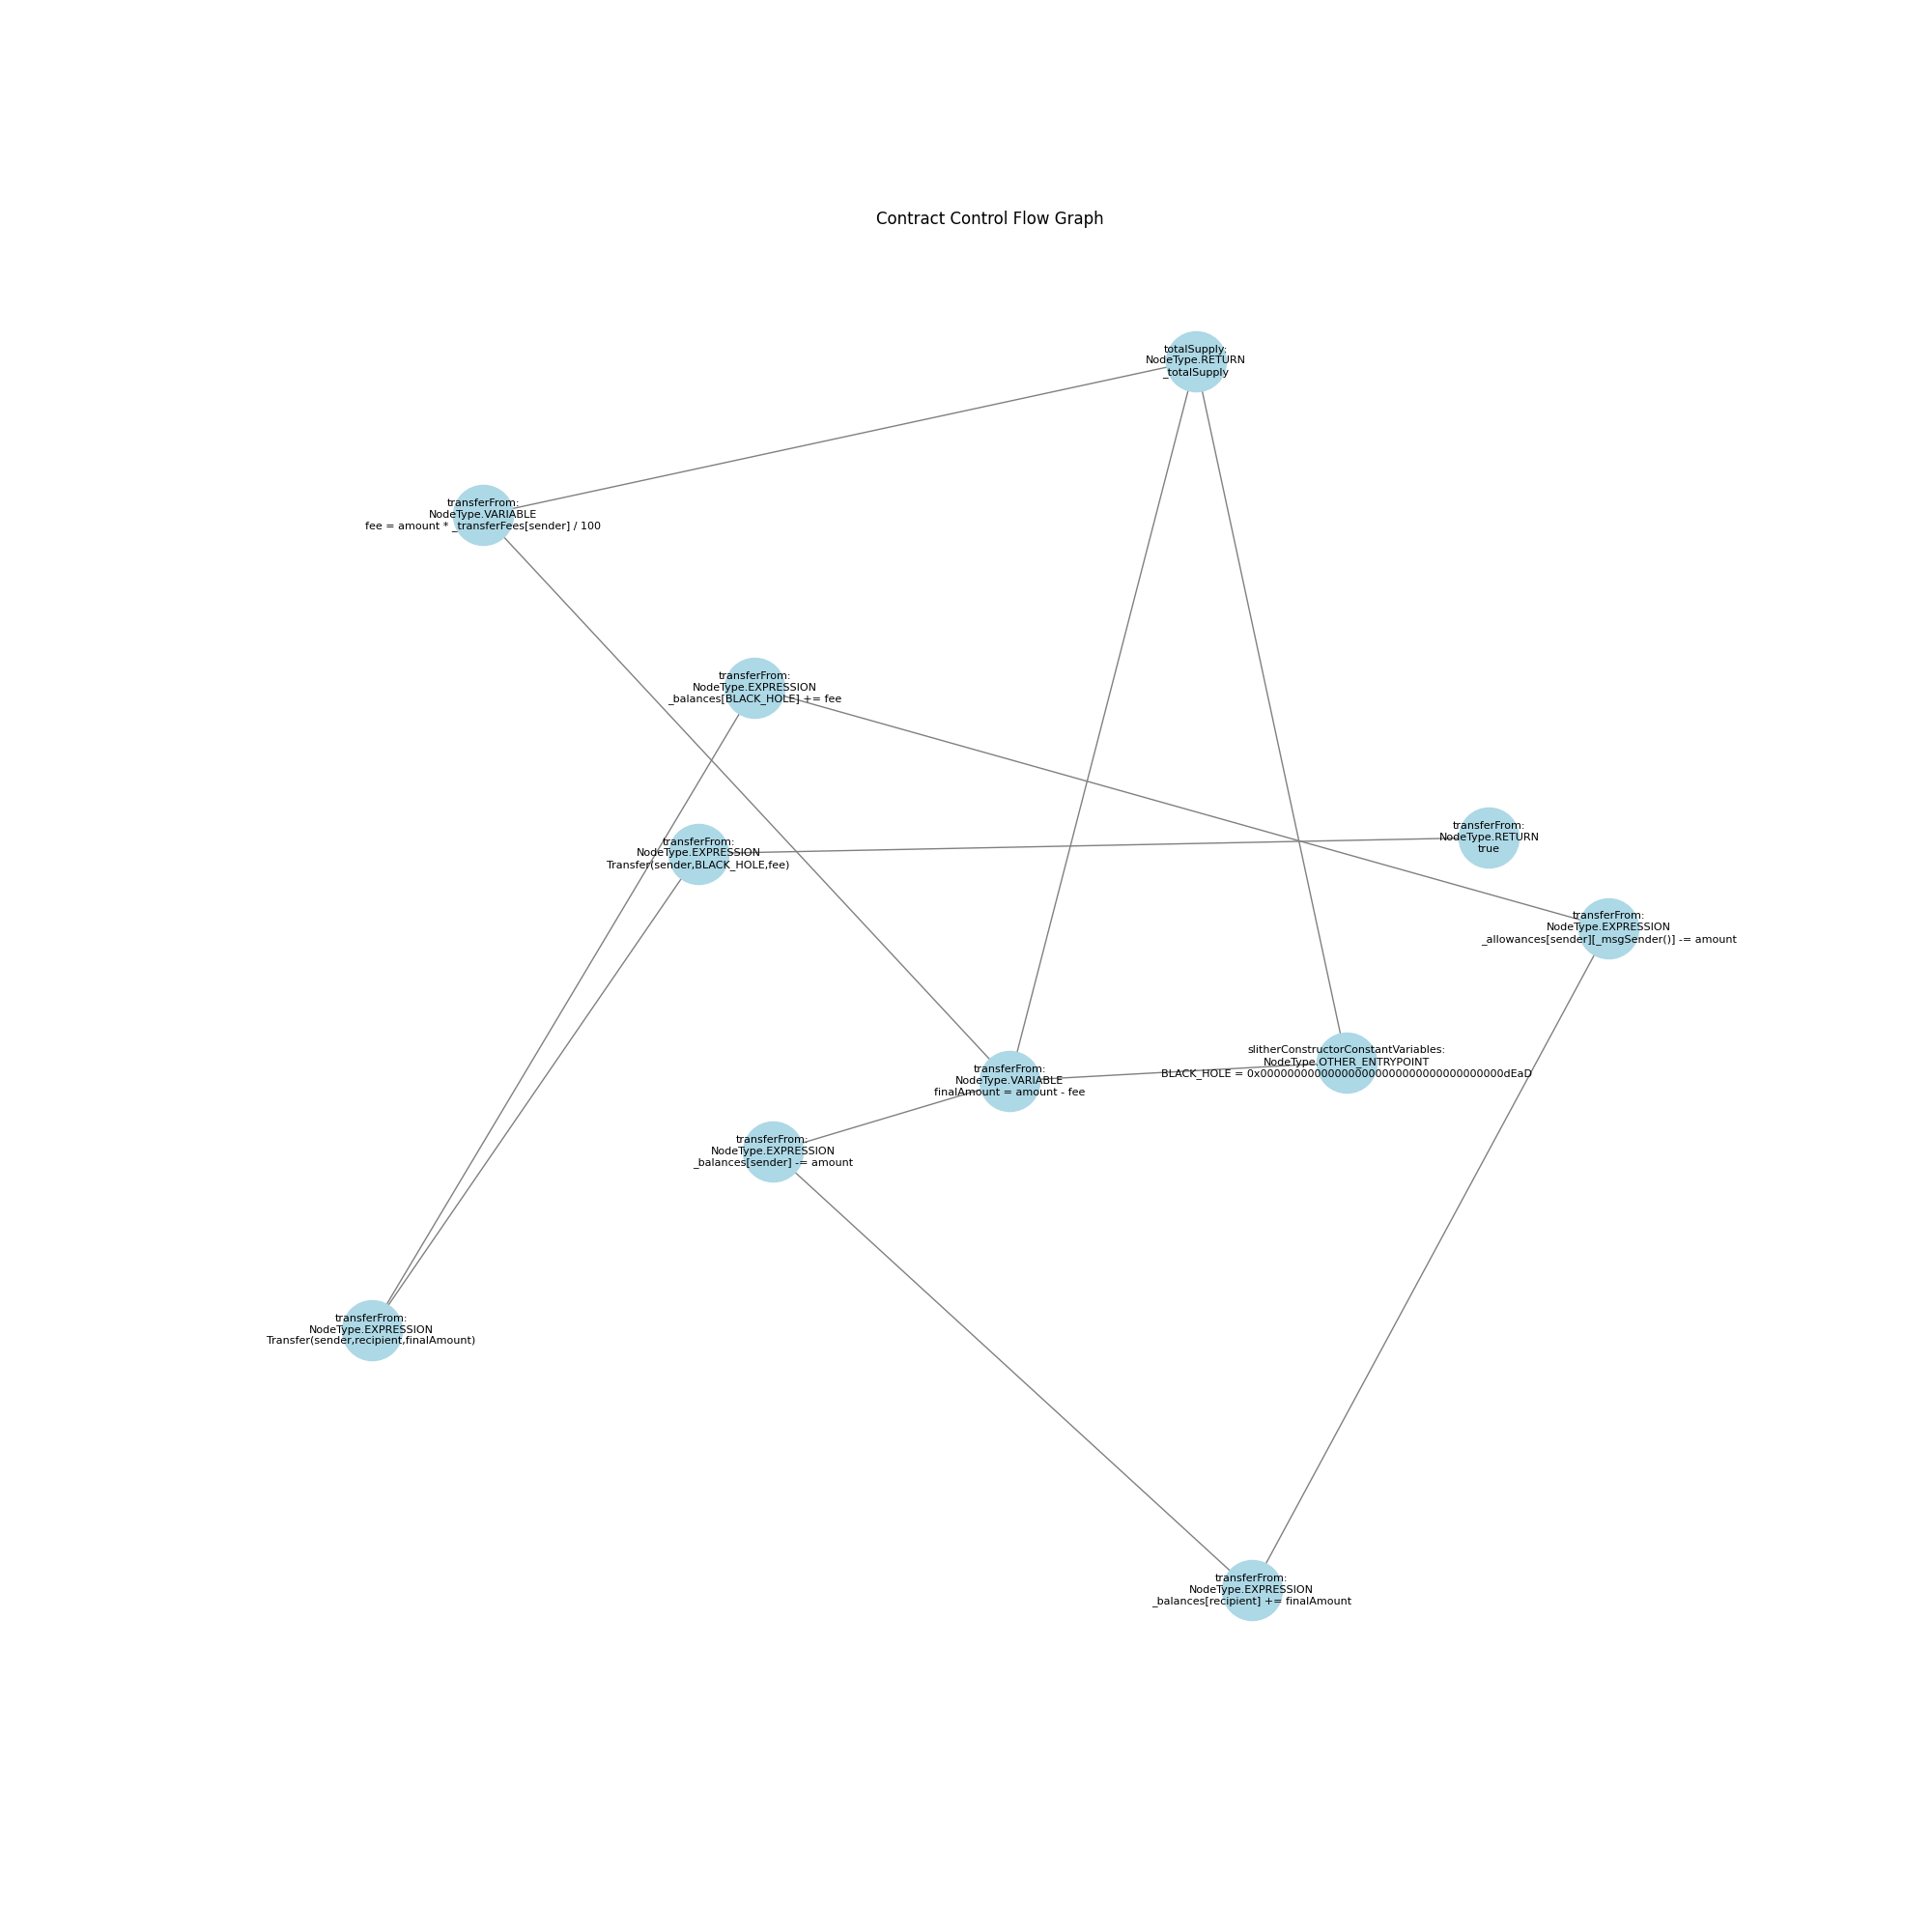 Contract Control Flow Graph
totalSupply:
NodeType.RETURN
_totalSupply
transferFrom:
NodeType.VARIABLE
fee = amount * _transferFees[sender] / 100
transferFrom:
NodeType.EXPRESSION
_balances[BLACK_HOLE] += fee
transferFrom:
NodeType.RETURN
true
transferFrom:
NodeType.EXPRESSION
Transfer(sender,BLACK_HOLE,fee)
transferFrom:
NodeType.EXPRESSION
_allowances[sender][_msgSender()] -= amount
slitherConstructorConstantVariables:
NodeType.OTHER_ENTRYPOINT
BLACK_HOLE = 0x000000000000000000000000000000000000dEaD
transferFrom:
NodeType.VARIABLE
finalAmount = amount - fee
transferFrom:
NodeType.EXPRESSION
_balances[sender] -= amount
transferFrom:
NodeType.EXPRESSION
Transfer(sender,recipient,finalAmount)
transferFrom:
NodeType.EXPRESSION
_balances[recipient] += finalAmount